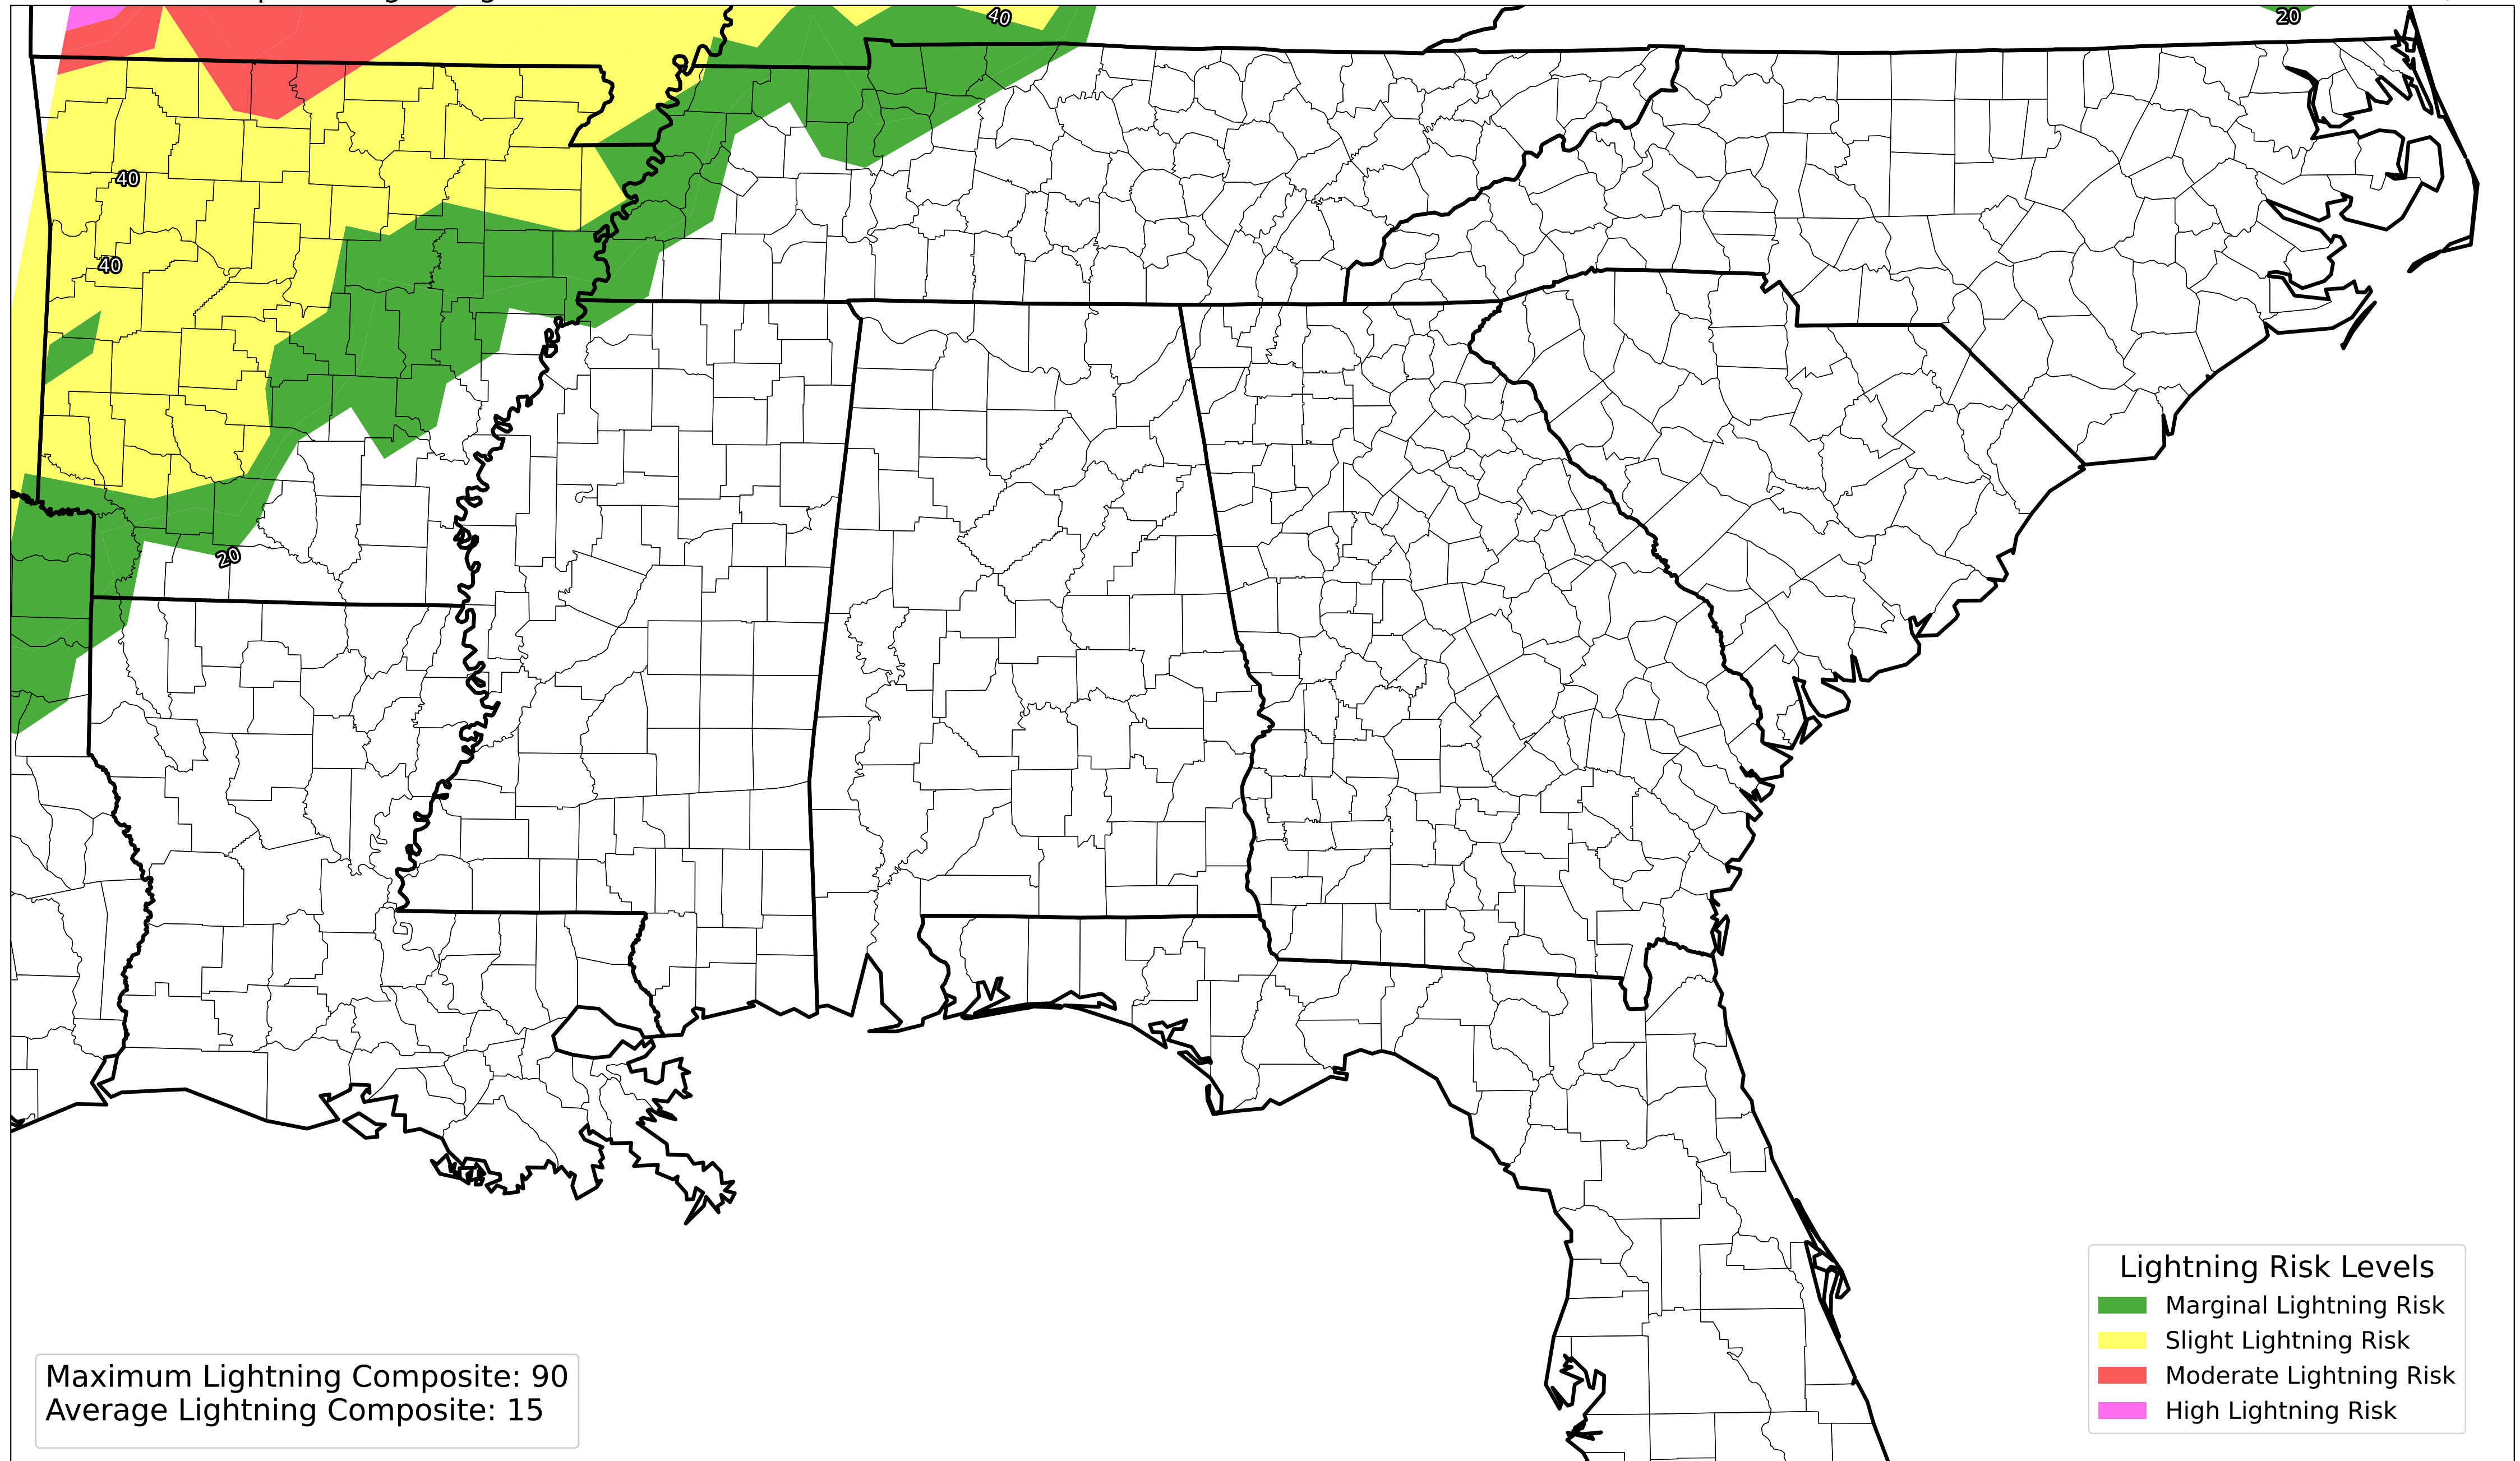 40
20
40
40
20
Lightning Risk Levels
Marginal Lightning Risk
Slight Lightning Risk
Moderate Lightning Risk
High Lightning Risk
Maximum Lightning Composite: 90
Average Lightning Composite: 15